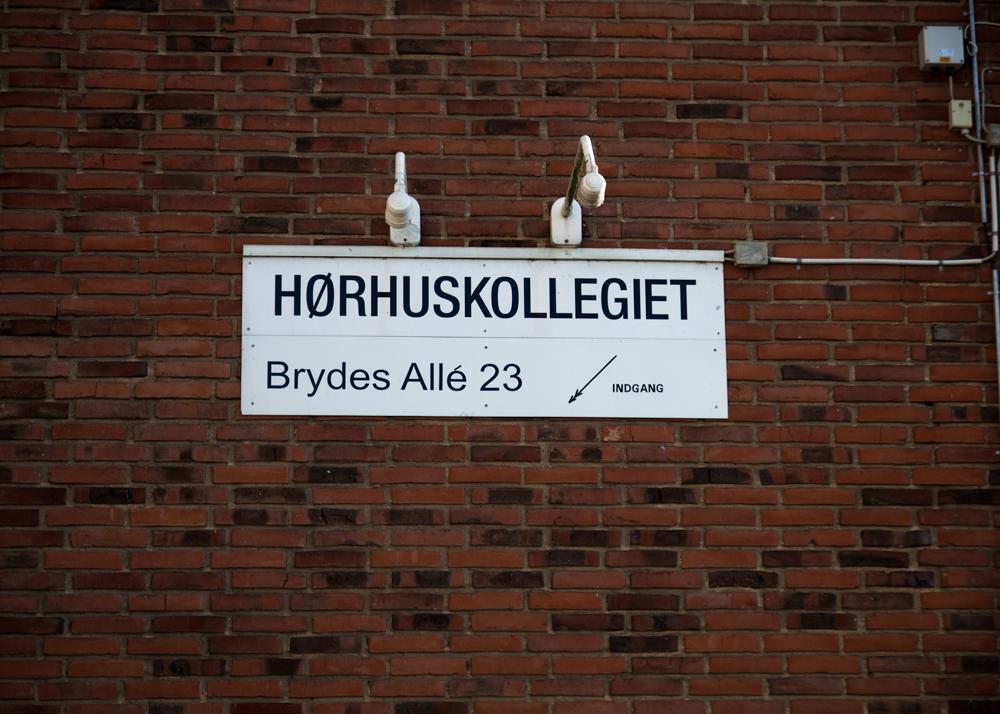 HØRHUSKOLLEGIET
Brydes Allé 23
INDGANG